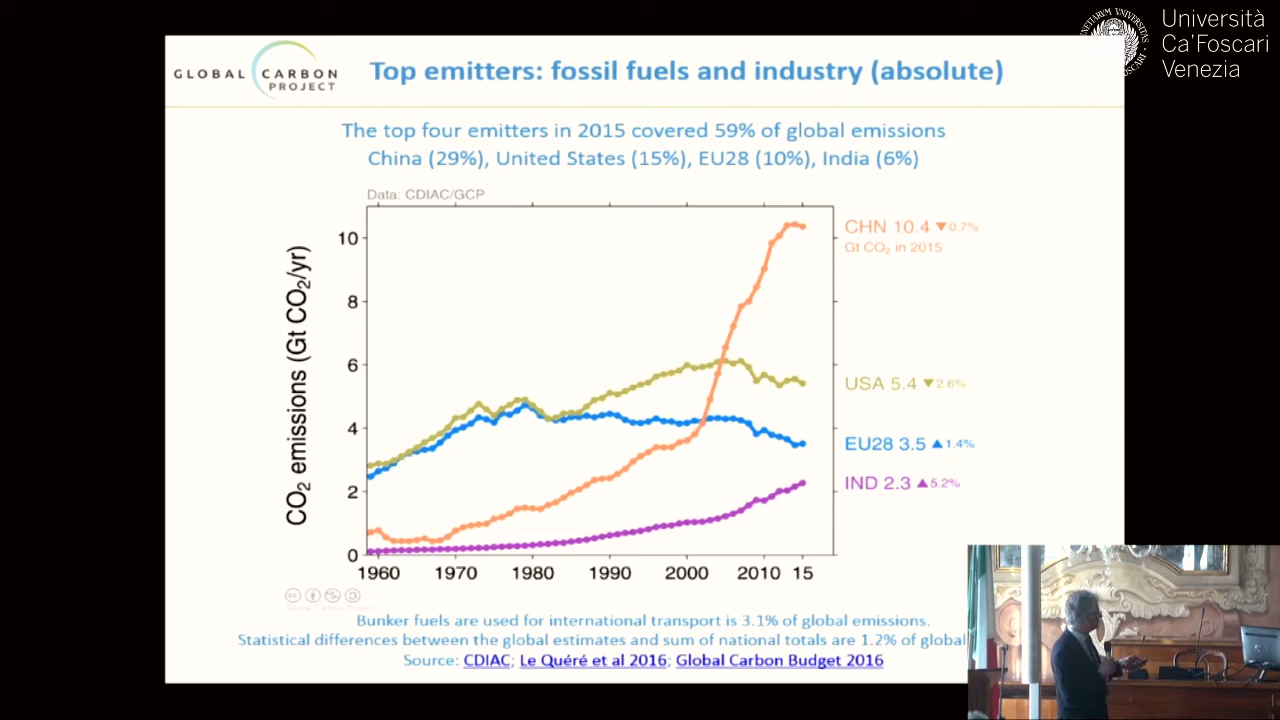 Università
Ca'Foscari
Venezia
GLOBAL CARBON
PROJECT
Top emitters: fossil fuels and industry (absolute)
The top four emitters in 2015 covered 59% of global emissions
China (29%), United States (15%), EU28 (10%), India (6%)
Data: CDIAC/GCP
CO₂ emissions (Gt CO₂/yr)
10
8
6
4
2
0
1960 1970 1980 1990 2000 2010 15
CHN 10.4 ▼0.7%
Gt CO₂ in 2015
USA 5.4 ▼2.6%
EU28 3.5 ▲1.4%
IND 2.3 ▲5.2%
Global Carbon Project
Bunker fuels are used for international transport is 3.1% of global emissions.
Statistical differences between the global estimates and sum of national totals are 1.2% of global
Source: CDIAC; Le Quéré et al 2016; Global Carbon Budget 2016